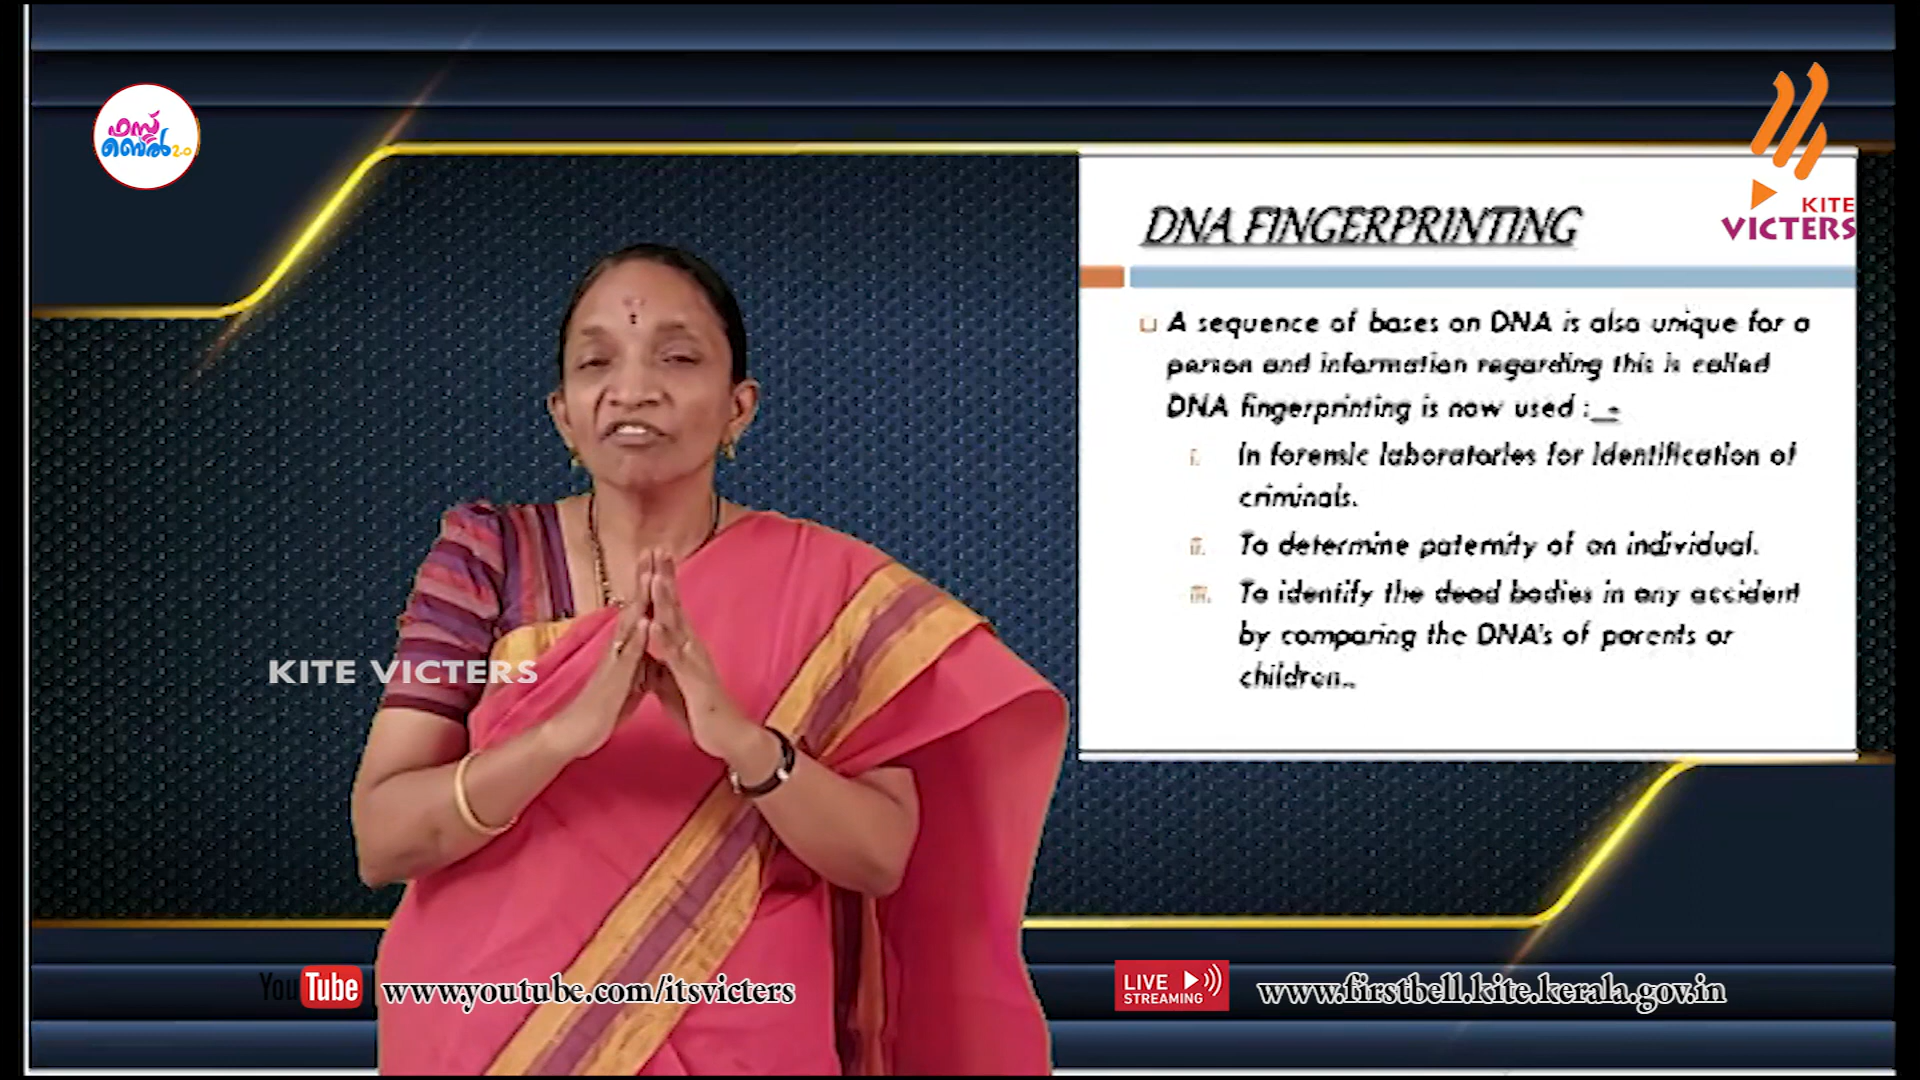 ഫസ്റ്റ്
ബെൽ 2.0
KITE
VICTERS
DNA FINGERPRINTING
A sequence of bases on DNA is also unique for a
person and information regarding this is called
DNA fingerprinting is now used :_-
i. In forensic laboratories for identification of
criminals.
ii. To determine paternity of an individual.
iii. To identify the dead bodies in any accident
by comparing the DNA's of parents or
children..
KITE VICTERS
YouTube www.youtube.com/itsvicters
LIVE
STREAMING
www.firstbell.kite.kerala.gov.in